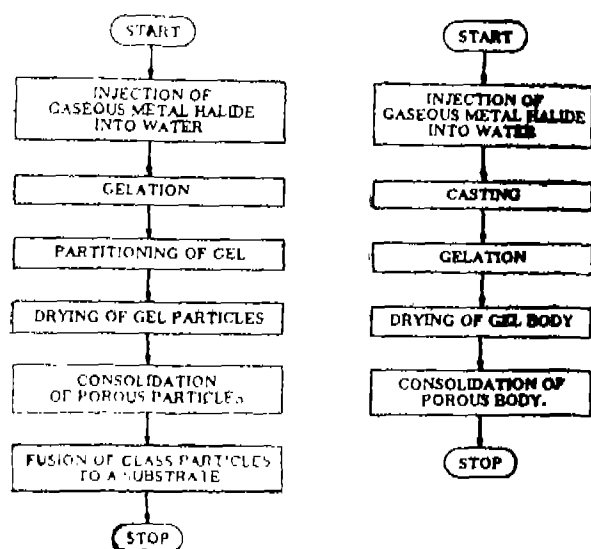 START
INJECTION OF
GASEOUS METAL HALIDE
INTO WATER
GELATION
PARTITIONING OF GEL
DRYING OF GEL PARTICLES
CONSOLIDATION
OF POROUS PARTICLES
FUSION OF GLASS PARTICLES
TO A SUBSTRATE
STOP
START
INJECTION OF
GASEOUS METAL HALIDE
INTO WATER
CASTING
GELATION
DRYING OF GEL BODY
CONSOLIDATION OF
POROUS BODY.
STOP